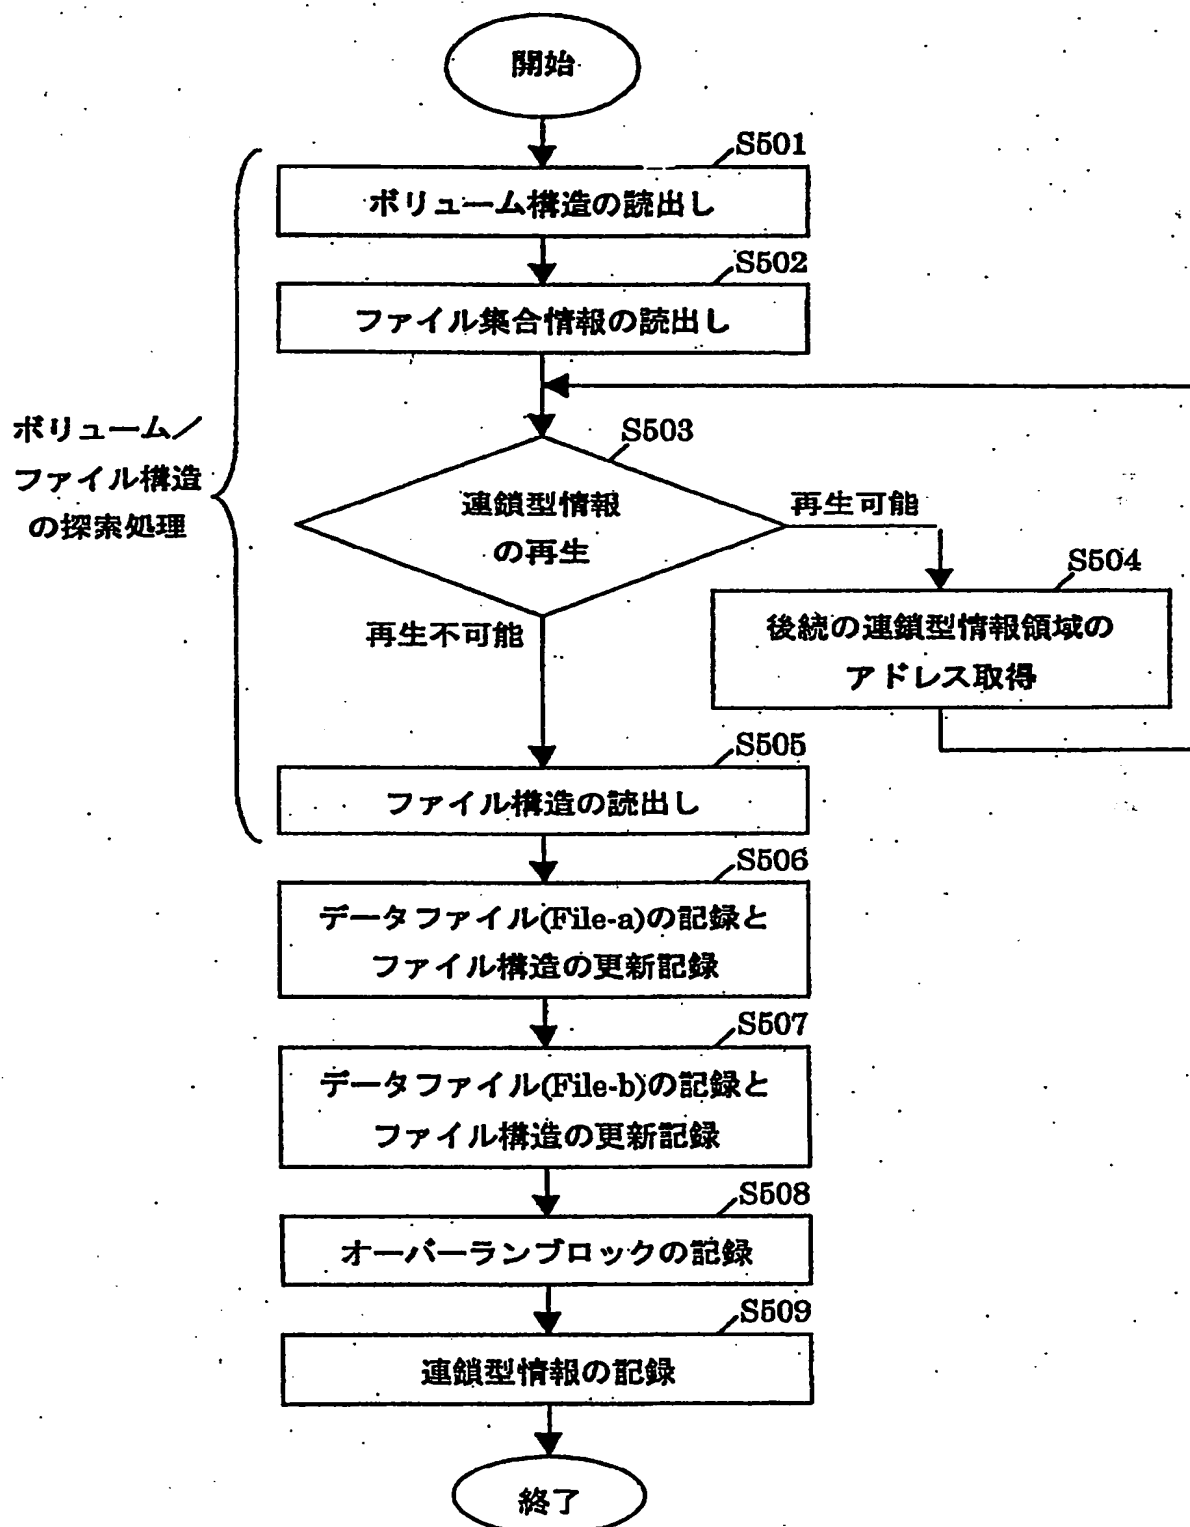 開始
S501
ボリューム構造の読出し
S502
ファイル集合情報の読出し
ボリューム／
ファイル構造
の探索処理
S503
連鎖型情報
の再生
再生可能
再生不可能
S504
後続の連鎖型情報領域の
アドレス取得
S505
ファイル構造の読出し
S506
データファイル(File-a)の記録と
ファイル構造の更新記録
S507
データファイル(File-b)の記録と
ファイル構造の更新記録
S508
オーバーランブロックの記録
S509
連鎖型情報の記録
終了